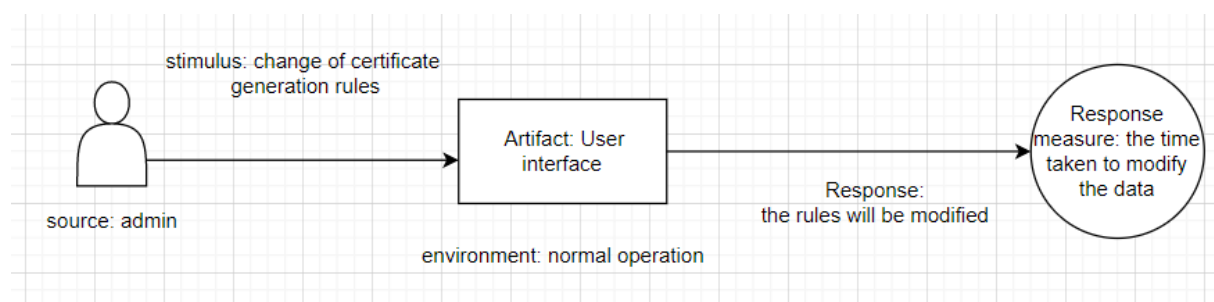 stimulus: change of certificate
generation rules
source: admin
Artifact: User
interface
environment: normal operation
Response:
the rules will be modified
Response
measure: the time
taken to modify
the data